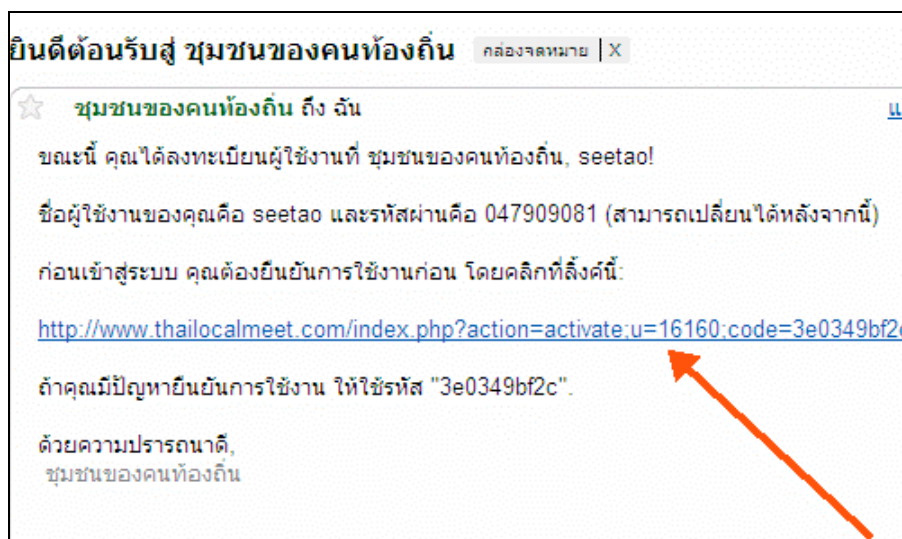 ยินดีต้อนรับสู่ ชุมชนของคนท้องถิ่น กล่องจดหมาย | X
ชุมชนของคนท้องถิ่น ถึง ฉัน
ขณะนี้ คุณได้ลงทะเบียนผู้ใช้งานที่ ชุมชนของคนท้องถิ่น, seetao!
ชื่อผู้ใช้งานของคุณคือ seetao และรหัสผ่านคือ 047909081 (สามารถเปลี่ยนได้หลังจากนี้)
ก่อนเข้าสู่ระบบ คุณต้องยืนยันการใช้งานก่อน โดยคลิกที่ลิ้งค์นี้:
http://www.thailocalmeet.com/index.php?action=activate;u=16160;code=3e0349bf2
ถ้าคุณมีปัญหายืนยันการใช้งาน ให้ใช้รหัส "3e0349bf2c".
ด้วยความปรารถนาดี,
ชุมชนของคนท้องถิ่น